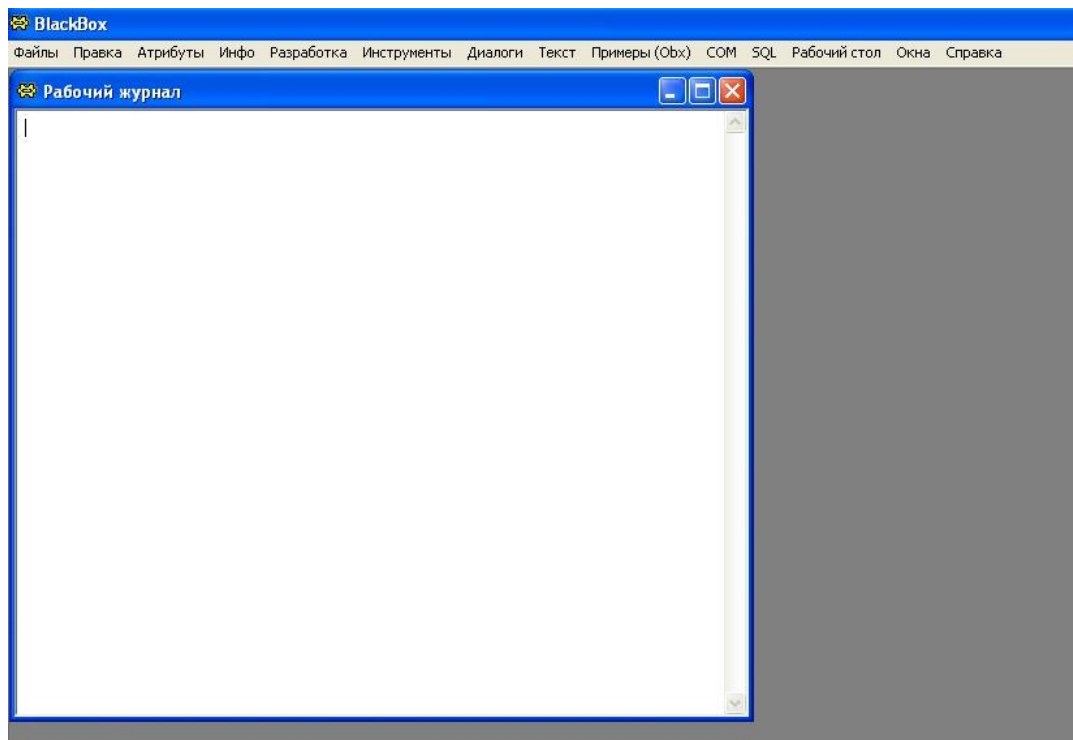 BlackBox
Файлы Правка Атрибуты Инфо Разработка Инструменты Диалоги Текст Примеры (Obx) COM SQL Рабочий стол Окна Справка
Рабочий журнал